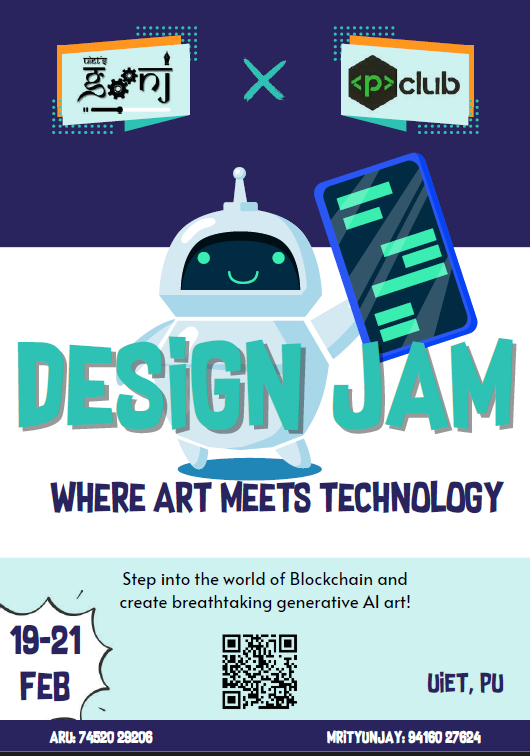 uiet's
goonj
X
<p>club
DESiGN JAM
WHERE ART MEETS TECHNOLOGY
Step into the world of Blockchain and
create breathtaking generative AI art!
19-21
FEB
UiET, PU
ARU: 74520 29206
MRiTYUNJAY: 94160 27624